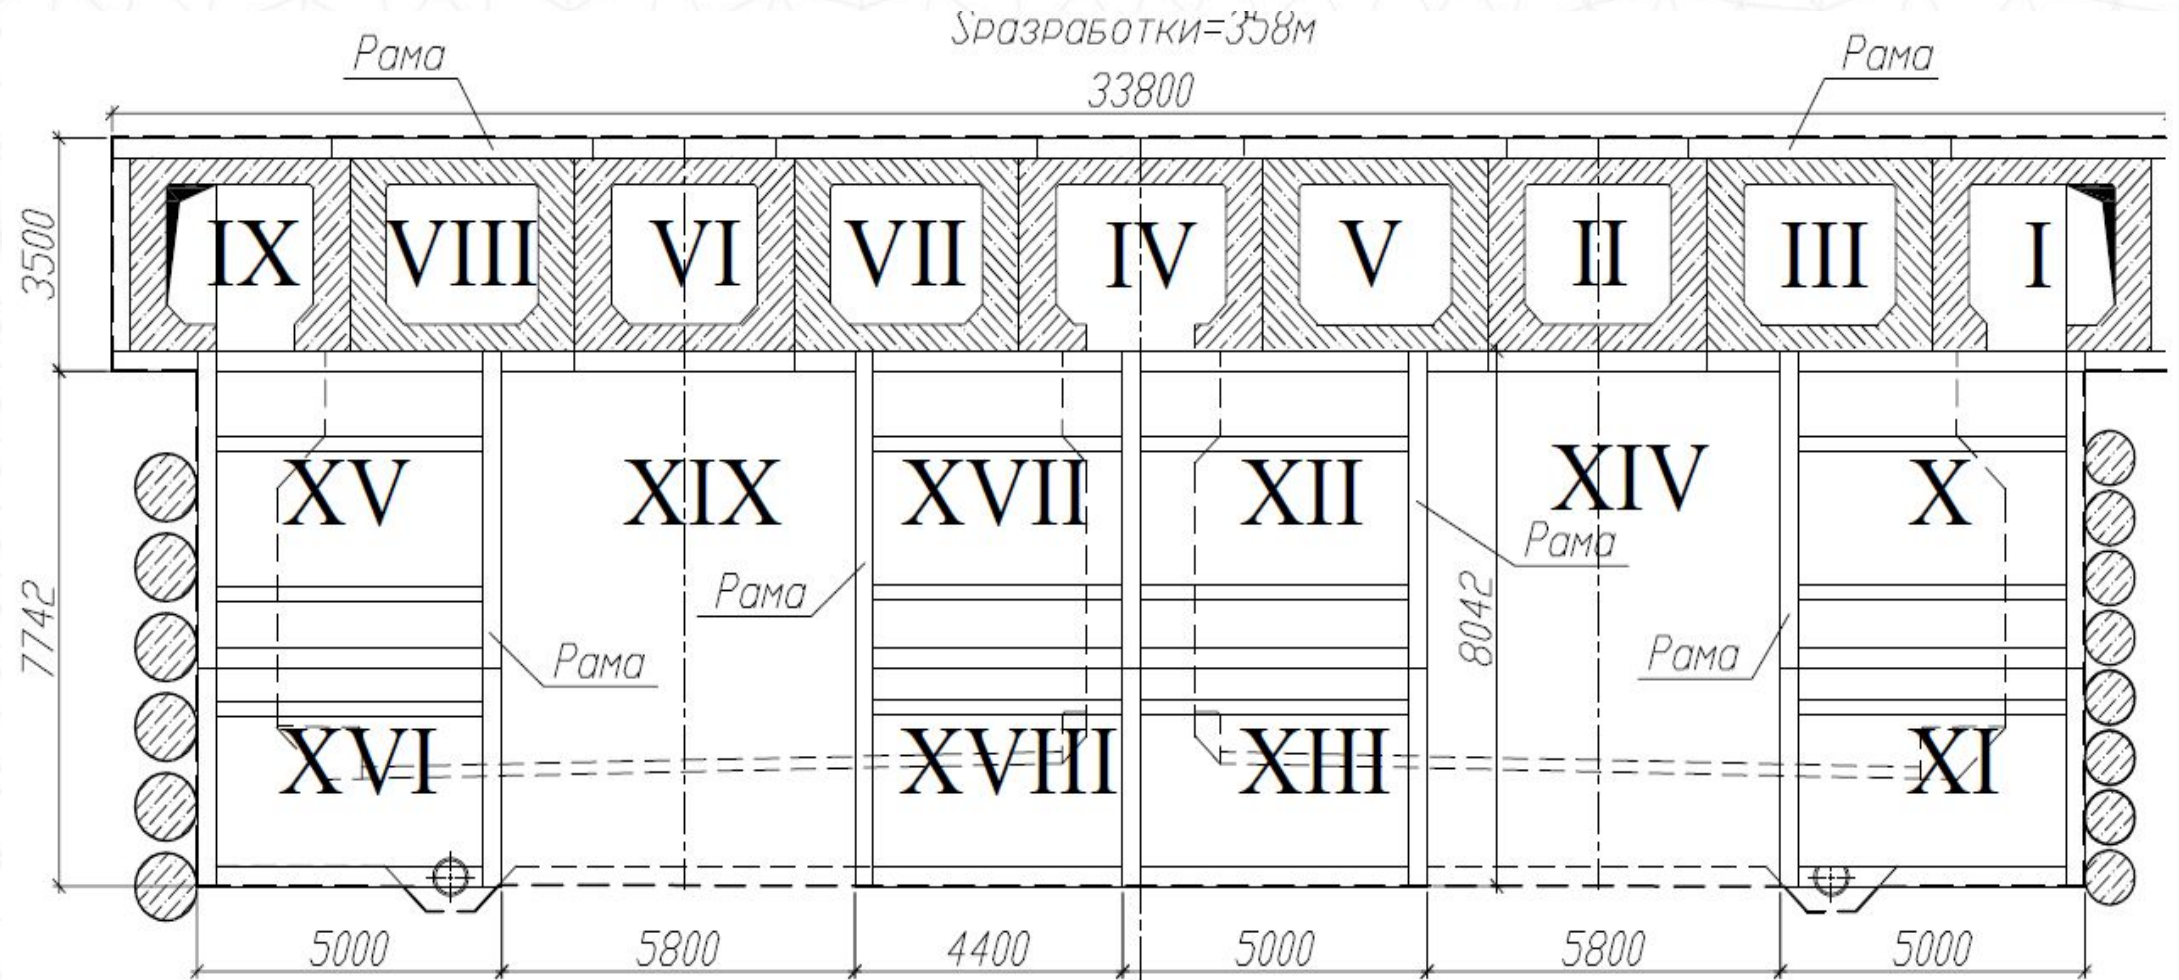 Sразработки=358м
Рама
Рама
33800
3500
IX VIII VI VII IV V II III I
7742
XV XIX XVII XII XIV X
Рама
Рама
8042
Рама
Рама
XVI XVIII XIII XI
5000 5800 4400 5000 5800 5000